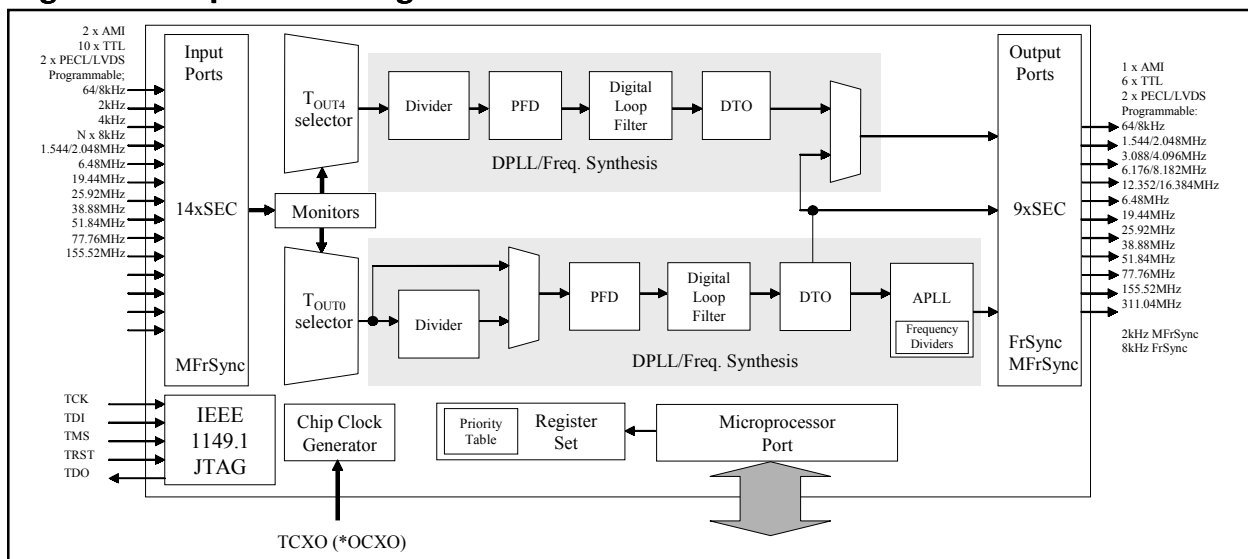 2 x AMI
10 x TTL
2 x PECL/LVDS
Programmable;
64/8kHz
2kHz
4kHz
N x 8kHz
1.544/2.048MHz
6.48MHz
19.44MHz
25.92MHz
38.88MHz
51.84MHz
77.76MHz
155.52MHz
Input
Ports
14xSEC
MFrSync
TOUT4
selector
Monitors
TOUT0
selector
Divider
PFD
Digital
Loop
Filter
DTO
DPLL/Freq. Synthesis
Divider
PFD
Digital
Loop
Filter
DTO
APLL
Frequency
Dividers
DPLL/Freq. Synthesis
Output
Ports
9xSEC
FrSync
MFrSync
1 x AMI
6 x TTL
2 x PECL/LVDS
Programmable:
64/8kHz
1.544/2.048MHz
3.088/4.096MHz
6.176/8.182MHz
12.352/16.384MHz
6.48MHz
19.44MHz
25.92MHz
38.88MHz
51.84MHz
77.76MHz
155.52MHz
311.04MHz
2kHz MFrSync
8kHz FrSync
TCK
TDI
TMS
TRST
TDO
IEEE
1149.1
JTAG
Chip Clock
Generator
TCXO (*OCXO)
Priority
Table
Register
Set
Microprocessor
Port